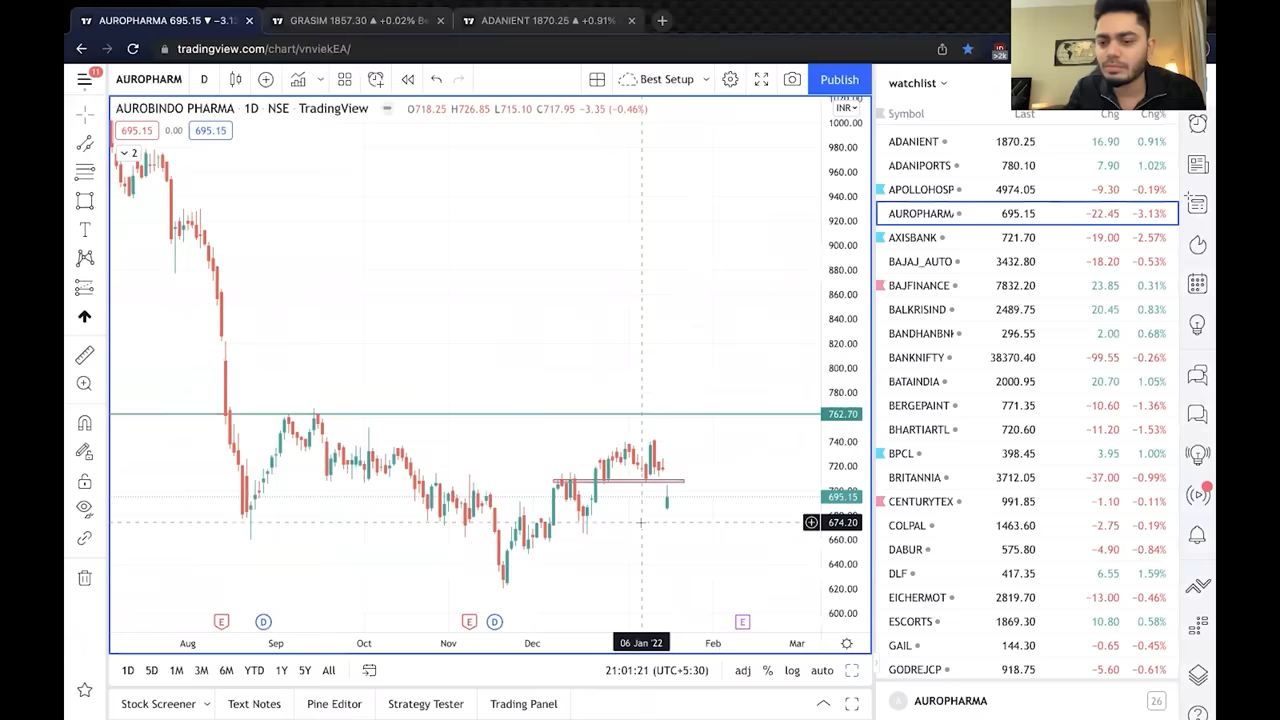 AUROPHARMA 695.15 ▼ −3.1
GRASIM 1857.30 ▲ +0.02% Be
ADANIENT 1870.25 ▲ +0.91%
tradingview.com/chart/vnviekEA/
>2k
11
AUROPHARM
D
Best Setup
Publish
watchlist
AUROBINDO PHARMA · 1D · NSE · TradingView
O718.25 H726.85 L715.10 C717.95 −3.35 (−0.46%)
INR
695.15 0.00 695.15
2
Symbol Last Chg Chg%
ADANIENT 1870.25 16.90 0.91%
ADANIPORTS 780.10 7.90 1.02%
APOLLOHOSP 4974.05 −9.30 −0.19%
AUROPHARMA 695.15 −22.45 −3.13%
AXISBANK 721.70 −19.00 −2.57%
BAJAJ_AUTO 3432.80 −18.20 −0.53%
BAJFINANCE 7832.20 23.85 0.31%
BALKRISIND 2489.75 20.45 0.83%
BANDHANBNK 296.55 2.00 0.68%
BANKNIFTY 38370.40 −99.55 −0.26%
BATAINDIA 2000.95 20.70 1.05%
BERGEPAINT 771.35 −10.60 −1.36%
BHARTIARTL 720.60 −11.20 −1.53%
BPCL 398.45 3.95 1.00%
BRITANNIA 3712.05 −37.00 −0.99%
CENTURYTEX 991.85 −1.10 −0.11%
COLPAL 1463.60 −2.75 −0.19%
DABUR 575.80 −4.90 −0.84%
DLF 417.35 6.55 1.59%
EICHERMOT 2819.70 −13.00 −0.46%
ESCORTS 1869.30 10.80 0.58%
GAIL 144.30 −0.65 −0.45%
GODREJCP 918.75 −5.60 −0.61%
1000.00
980.00
960.00
940.00
920.00
900.00
880.00
860.00
840.00
820.00
800.00
780.00
762.70
740.00
720.00
695.15
674.20
660.00
640.00
620.00
600.00
E D E D E
Aug Sep Oct Nov Dec 06 Jan '22 Feb Mar
1D 5D 1M 3M 6M YTD 1Y 5Y All
21:01:21 (UTC+5:30)
adj % log auto
Stock Screener Text Notes Pine Editor Strategy Tester Trading Panel
A AUROPHARMA 26